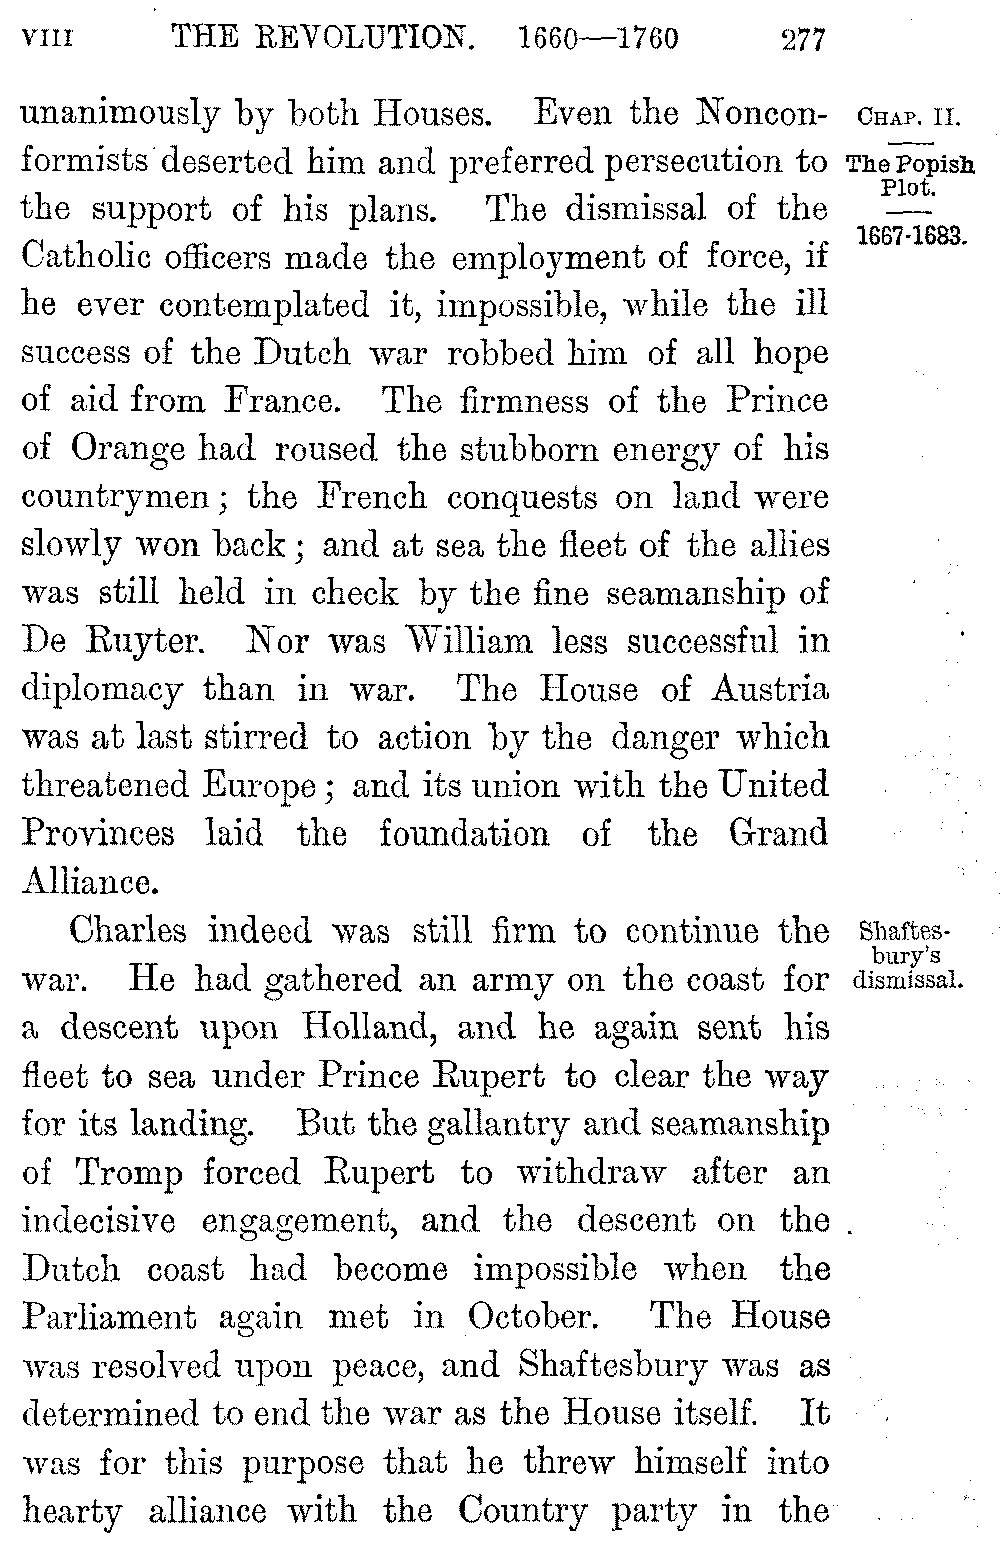 VIII THE REVOLUTION. 1660—1760 277
unanimously by both Houses. Even the Noncon-
formists deserted him and preferred persecution to
the support of his plans. The dismissal of the
Catholic officers made the employment of force, if
he ever contemplated it, impossible, while the ill
success of the Dutch war robbed him of all hope
of aid from France. The firmness of the Prince
of Orange had roused the stubborn energy of his
countrymen; the French conquests on land were
slowly won back; and at sea the fleet of the allies
was still held in check by the fine seamanship of
De Ruyter. Nor was William less successful in
diplomacy than in war. The House of Austria
was at last stirred to action by the danger which
threatened Europe; and its union with the United
Provinces laid the foundation of the Grand
Alliance.
CHAP. II.
The Popish
Plot.
1667-1683.
Charles indeed was still firm to continue the
war. He had gathered an army on the coast for
a descent upon Holland, and he again sent his
fleet to sea under Prince Rupert to clear the way
for its landing. But the gallantry and seamanship
of Tromp forced Rupert to withdraw after an
indecisive engagement, and the descent on the
Dutch coast had become impossible when the
Parliament again met in October. The House
was resolved upon peace, and Shaftesbury was as
determined to end the war as the House itself. It
was for this purpose that he threw himself into
hearty alliance with the Country party in the
Shaftes-
bury's
dismissal.